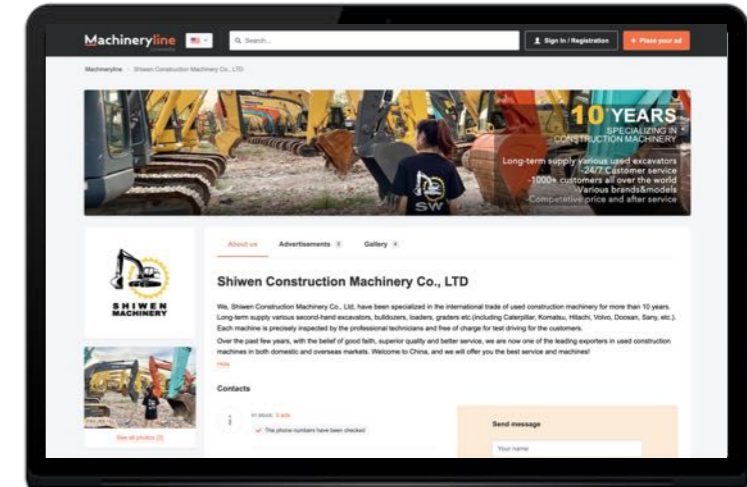 Machineryline
Search...
Sign In / Registration
+ Place your ad
Machineryline
Shiwen Construction Machinery Co., LTD
10 YEARS
SPECIALIZING IN
CONSTRUCTION MACHINERY
Long-term supply various used excavators
-24/7 Customer service
-1000+ customers all over the world
-Various brands&models
-Competetive price and after service
SW
SHIWEN
MACHINERY
See all photos
About us
Advertisements
Gallery
Shiwen Construction Machinery Co., LTD
We, Shiwen Construction Machinery Co., Ltd, have been specialized in the international trade of used construction machinery for more than 10 years.
Long-term supply various second-hand excavators, bulldozers, loaders, graders etc.(including Caterpillar, Komatsu, Hitachi, Volvo, Doosan, Sany, etc.).
Each machine is precisely inspected by the professional technicians and free of charge for test driving for the customers.
Over the past few years, with the belief of good faith, superior quality and better service, we are now one of the leading exporters in used construction
machines in both domestic and overseas markets. Welcome to China, and we will offer you the best service and machines!
Hide
Contacts
In stock: 3 ads
The phone numbers have been checked
Send message
Your name